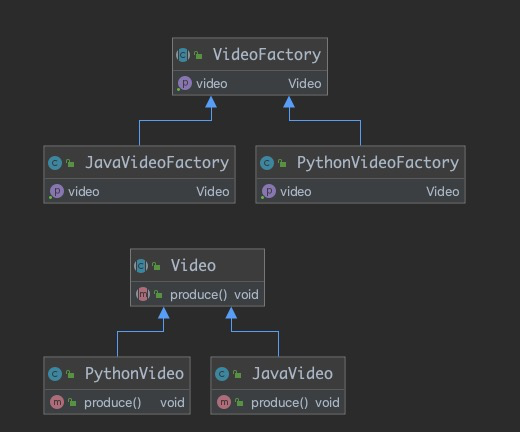 VideoFactory
video Video
JavaVideoFactory
video Video
PythonVideoFactory
video Video
Video
produce() void
PythonVideo
produce() void
JavaVideo
produce() void